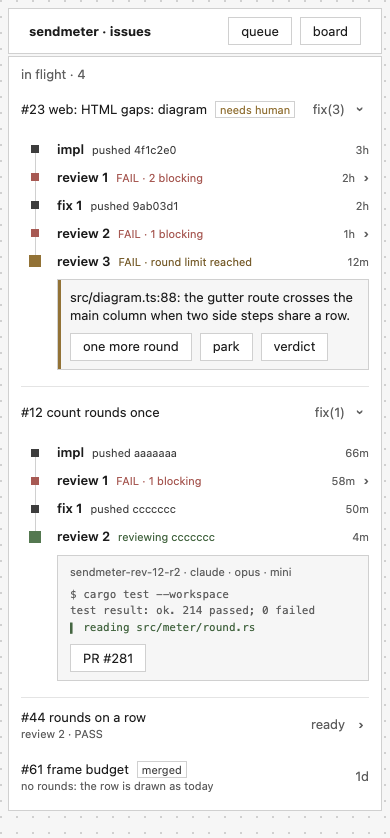 sendmeter · issues queue board
in flight · 4
#23 web: HTML gaps: diagram needs human fix(3) ⌄
impl pushed 4f1c2e0 3h
review 1 FAIL · 2 blocking 2h ›
fix 1 pushed 9ab03d1 2h
review 2 FAIL · 1 blocking 1h ›
review 3 FAIL · round limit reached 12m
src/diagram.ts:88: the gutter route crosses the
main column when two side steps share a row.
one more round park verdict
#12 count rounds once fix(1) ⌄
impl pushed aaaaaaa 66m
review 1 FAIL · 1 blocking 58m ›
fix 1 pushed ccccccc 50m
review 2 reviewing ccccccc 4m
sendmeter-rev-12-r2 · claude · opus · mini
$ cargo test --workspace
test result: ok. 214 passed; 0 failed
reading src/meter/round.rs
PR #281
#44 rounds on a row ready ›
review 2 · PASS
#61 frame budget merged 1d
no rounds: the row is drawn as today